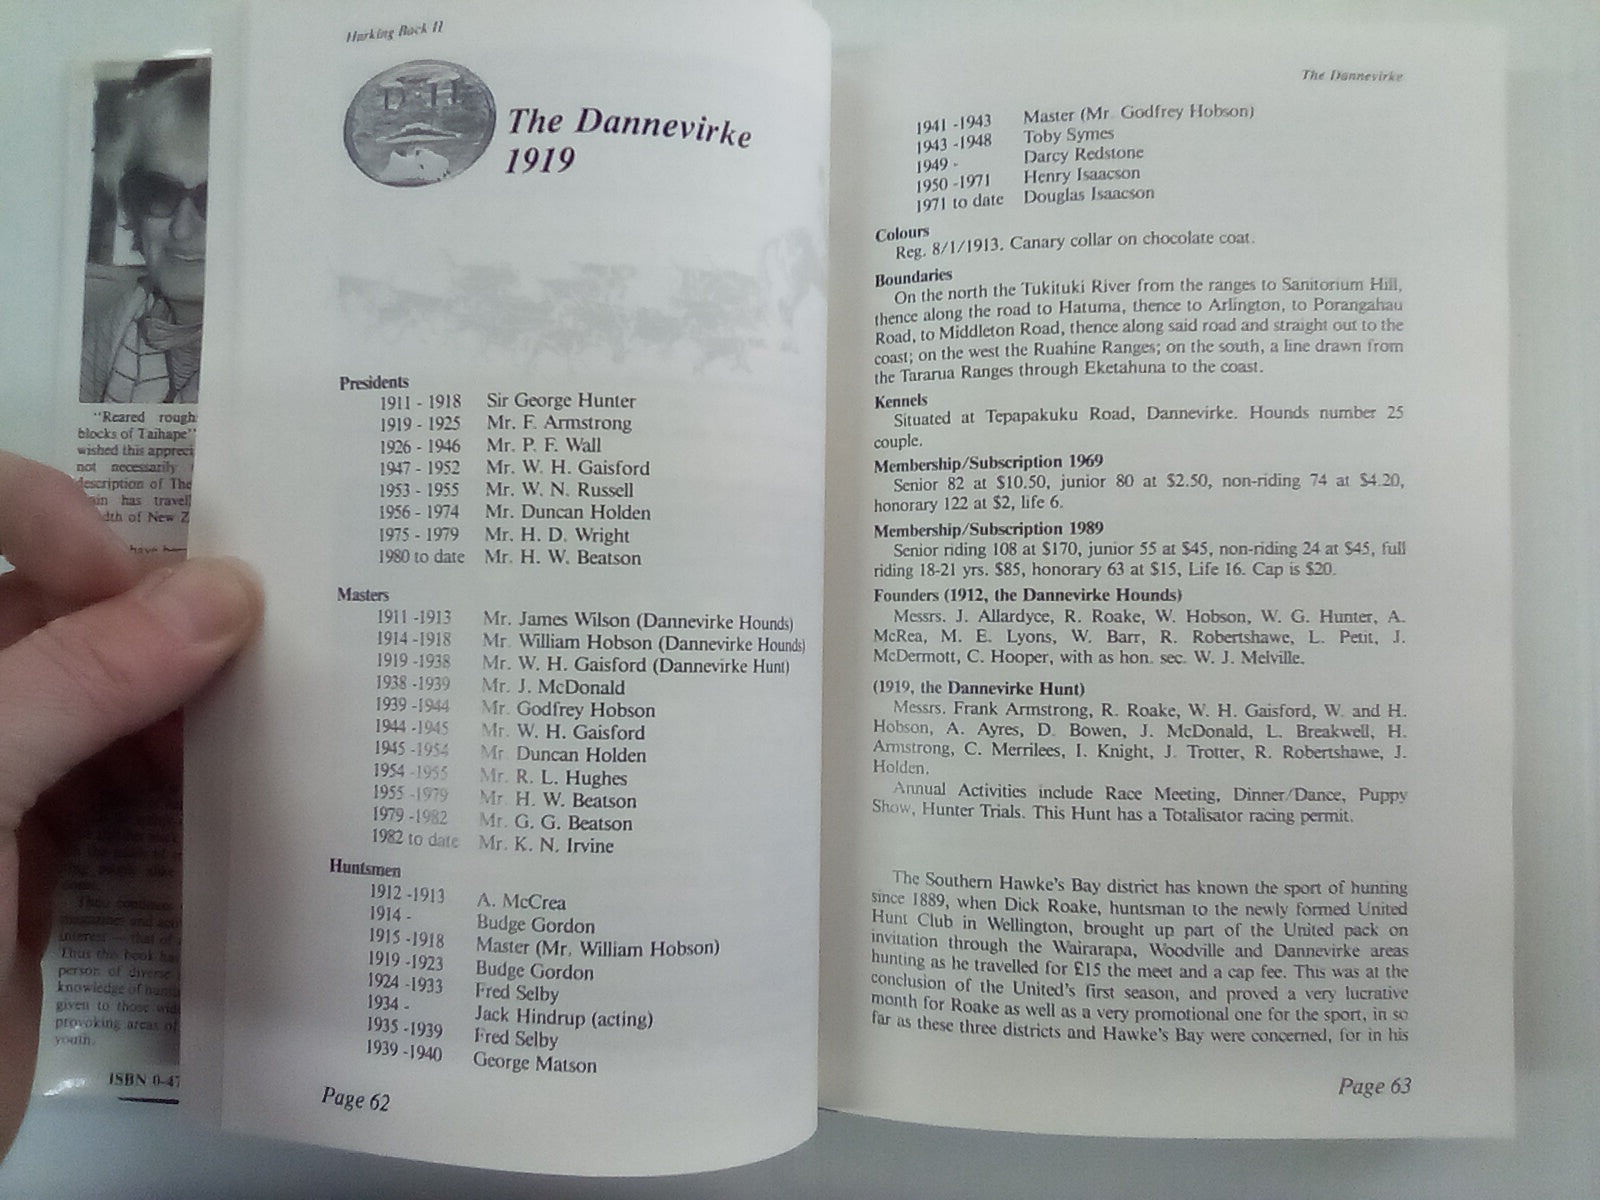 Harking Back II
D H
The Dannevirke
1919
Presidents
1911 - 1918 Sir George Hunter
1919 - 1925 Mr. F. Armstrong
1926 - 1946 Mr. P. F. Wall
1947 - 1952 Mr. W. H. Gaisford
1953 - 1955 Mr. W. N. Russell
1956 - 1974 Mr. Duncan Holden
1975 - 1979 Mr. H. D. Wright
1980 to date Mr. H. W. Beatson
Masters
1911 -1913 Mr. James Wilson (Dannevirke Hounds)
1914 -1918 Mr. William Hobson (Dannevirke Hounds)
1919 -1938 Mr. W. H. Gaisford (Dannevirke Hunt)
1938 -1939 Mr. J. McDonald
1939 -1944 Mr. Godfrey Hobson
1944 -1945 Mr. W. H. Gaisford
1945 -1954 Mr. Duncan Holden
1954 -1955 Mr. R. L. Hughes
1955 -1979 Mr. H. W. Beatson
1979 -1982 Mr. G. G. Beatson
1982 to date Mr. K. N. Irvine
Huntsmen
1912 -1913 A. McCrea
1914 - Budge Gordon
1915 -1918 Master (Mr. William Hobson)
1919 -1923 Budge Gordon
1924 -1933 Fred Selby
1934 - Jack Hindrup (acting)
1935 -1939 Fred Selby
1939 -1940 George Matson
Page 62
The Dannevirke
1941 -1943 Master (Mr. Godfrey Hobson)
1943 -1948 Toby Symes
1949 - Darcy Redstone
1950 -1971 Henry Isaacson
1971 to date Douglas Isaacson
Colours
Reg. 8/1/1913. Canary collar on chocolate coat.
Boundaries
On the north the Tukituki River from the ranges to Sanitorium Hill,
thence along the road to Hatuma, thence to Arlington, to Porangahau
Road, to Middleton Road, thence along said road and straight out to the
coast; on the west the Ruahine Ranges; on the south, a line drawn from
the Tararua Ranges through Eketahuna to the coast.
Kennels
Situated at Tepapakuku Road, Dannevirke. Hounds number 25
couple.
Membership/Subscription 1969
Senior 82 at $10.50, junior 80 at $2.50, non-riding 74 at $4.20,
honorary 122 at $2, life 6.
Membership/Subscription 1989
Senior riding 108 at $170, junior 55 at $45, non-riding 24 at $45, full
riding 18-21 yrs. $85, honorary 63 at $15, Life 16. Cap is $20.
Founders (1912, the Dannevirke Hounds)
Messrs. J. Allardyce, R. Roake, W. Hobson, W. G. Hunter, A.
McRea, M. E. Lyons, W. Barr, R. Robertshawe, L. Petit, J.
McDermott, C. Hooper, with as hon. sec. W. J. Melville.
(1919, the Dannevirke Hunt)
Messrs. Frank Armstrong, R. Roake, W. H. Gaisford, W. and H.
Hobson, A. Ayres, D. Bowen, J. McDonald, L. Breakwell, H.
Armstrong, C. Merrilees, I. Knight, J. Trotter, R. Robertshawe, J.
Holden.
Annual Activities include Race Meeting, Dinner/Dance, Puppy
Show, Hunter Trials. This Hunt has a Totalisator racing permit.
The Southern Hawke's Bay district has known the sport of hunting
since 1889, when Dick Roake, huntsman to the newly formed United
Hunt Club in Wellington, brought up part of the United pack on
invitation through the Wairarapa, Woodville and Dannevirke areas
hunting as he travelled for £15 the meet and a cap fee. This was at the
conclusion of the United's first season, and proved a very lucrative
month for Roake as well as a very promotional one for the sport, in so
far as these three districts and Hawke's Bay were concerned, for in his
Page 63
"Reared rough
blocks of Taihape"
wished this appreci
not necessarily
description of The
has travel
of New Z
have
person of diverse
given to those
provoking areas of
youth.
ISBN 0-47